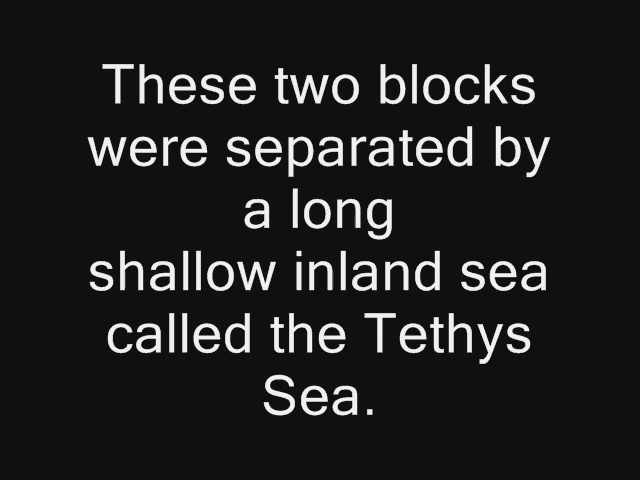 These two blocks
were separated by
a long
shallow inland sea
called the Tethys
Sea.